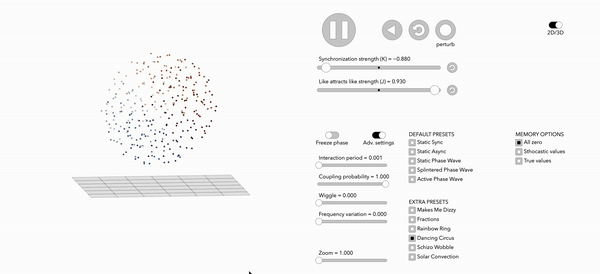 2D/3D
perturb
Synchronization strength (K) = -0.880
Like attracts like strength (J) = 0.930
Freeze phase
Adv. settings
Interaction period = 0.001
Coupling probability = 1.000
Wiggle = 0.000
Frequency variation = 0.000
Zoom = 1.000
DEFAULT PRESETS
Static Sync
Static Async
Static Phase Wave
Splintered Phase Wave
Active Phase Wave
EXTRA PRESETS
Makes Me Dizzy
Fractions
Rainbow Ring
Dancing Circus
Schizo Wobble
Solar Convection
MEMORY OPTIONS
All zero
Sthocastic values
True values